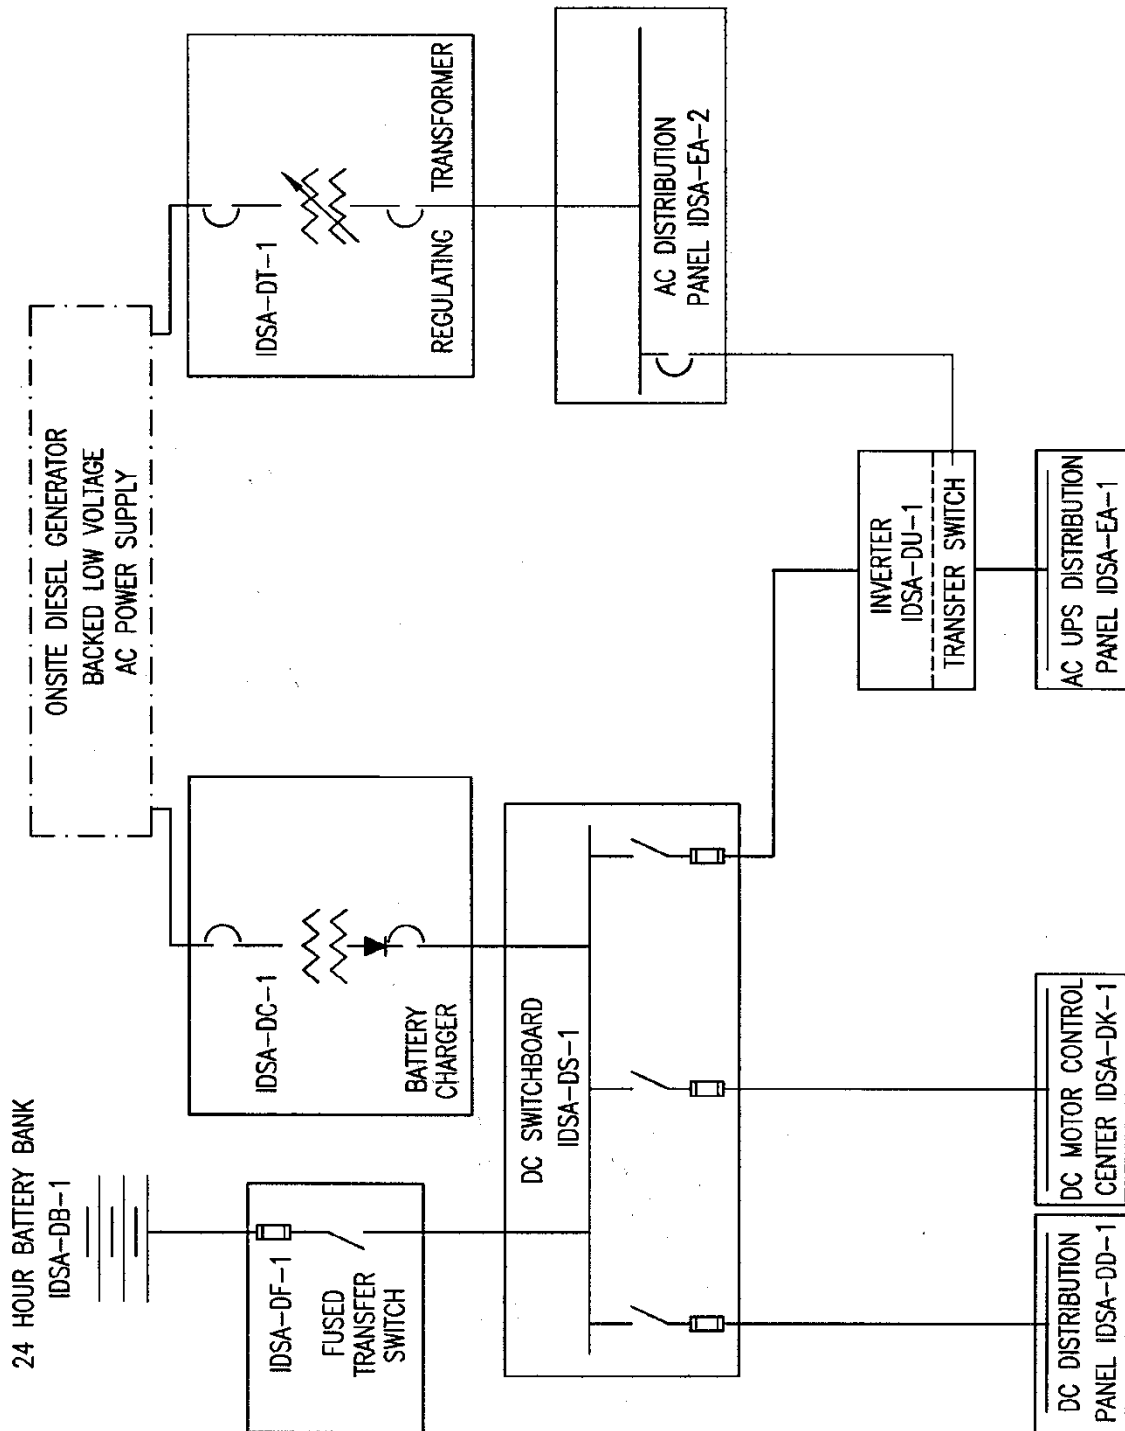 24 HOUR BATTERY BANK
IDSA-DB-1
ONSITE DIESEL GENERATOR
BACKED LOW VOLTAGE
AC POWER SUPPLY
IDSA-DF-1
FUSED
TRANSFER
SWITCH
IDSA-DC-1
BATTERY
CHARGER
IDSA-DT-1
REGULATING TRANSFORMER
DC SWITCHBOARD
IDSA-DS-1
AC DISTRIBUTION
PANEL IDSA-EA-2
INVERTER
IDSA-DU-1
TRANSFER SWITCH
DC DISTRIBUTION
PANEL IDSA-DD-1
DC MOTOR CONTROL
CENTER IDSA-DK-1
AC UPS DISTRIBUTION
PANEL IDSA-EA-1